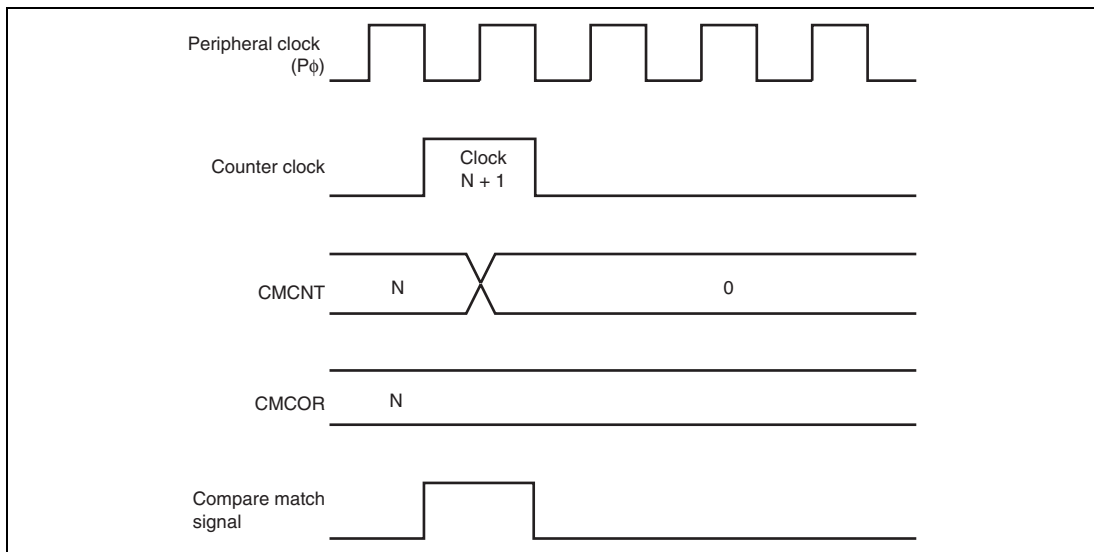 Peripheral clock
(Pϕ)
Counter clock
Clock
N + 1
CMCNT
N
0
CMCOR
N
Compare match
signal